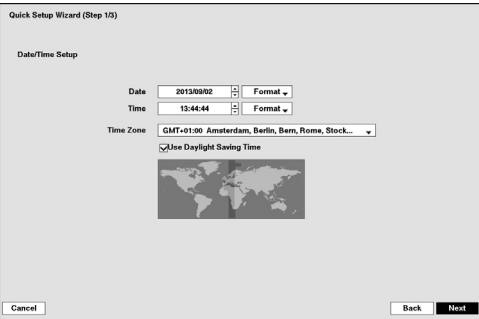 Quick Setup Wizard (Step 1/3)
Date/Time Setup
Date 2013/09/02 Format
Time 13:44:44 Format
Time Zone GMT+01:00 Amsterdam, Berlin, Bern, Rome, Stock...
Use Daylight Saving Time
Cancel Back Next